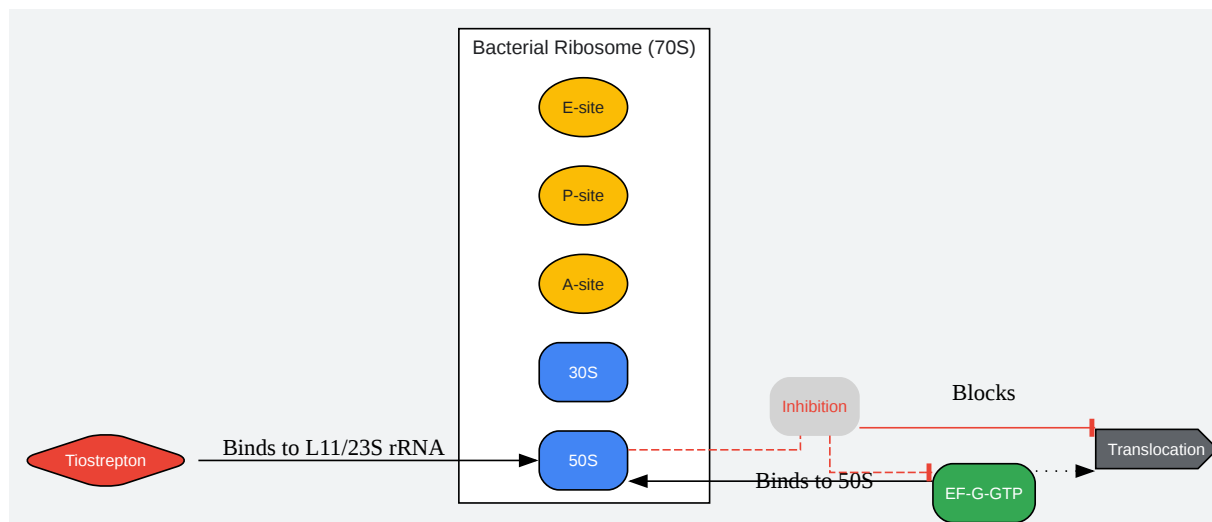 Bacterial Ribosome (70S)
E-site
P-site
A-site
30S
Inhibition
Blocks
Tiostrepton
Binds to L11/23S rRNA
50S
Translocation
Binds to 50S
EF-G-GTP